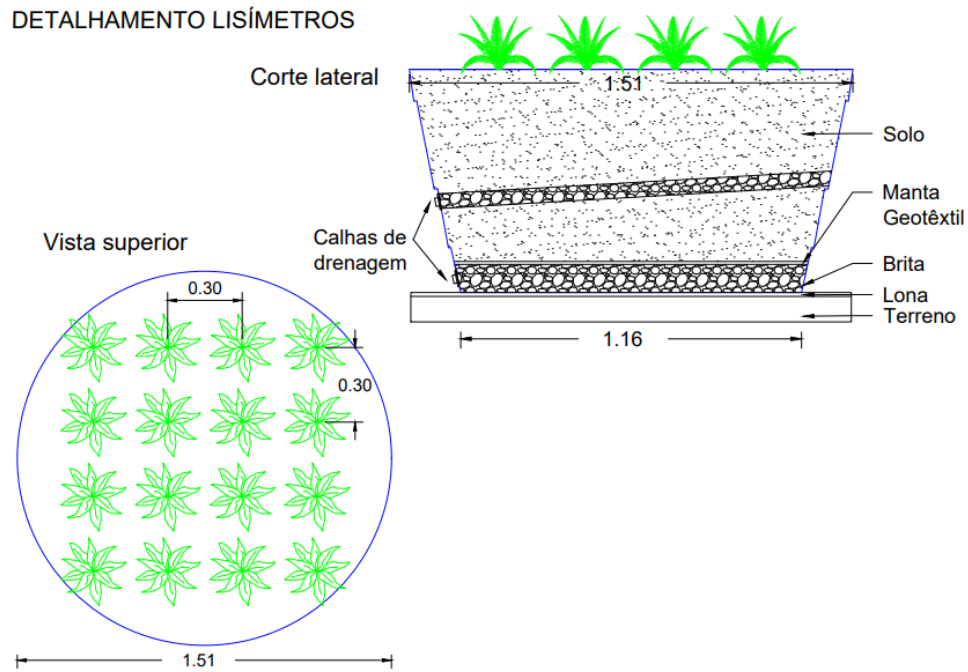 DETALHAMENTO LISÍMETROS
Corte lateral
1.51
Solo
Manta
Geotêxtil
Brita
Lona
Terreno
Calhas de
drenagem
1.16
Vista superior
0.30
0.30
1.51